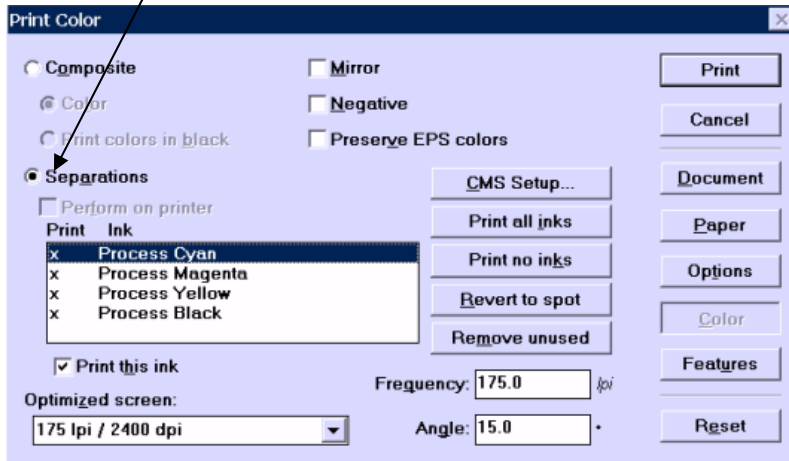 Print Color
Composite
Color
Print colors in black
Mirror
Negative
Preserve EPS colors
Separations
Perform on printer
Print Ink
x Process Cyan
x Process Magenta
x Process Yellow
x Process Black
Print this ink
Optimized screen:
175 lpi / 2400 dpi
CMS Setup...
Print all inks
Print no inks
Revert to spot
Remove unused
Frequency: 175.0 lpi
Angle: 15.0 °
Print
Cancel
Document
Paper
Options
Color
Features
Reset